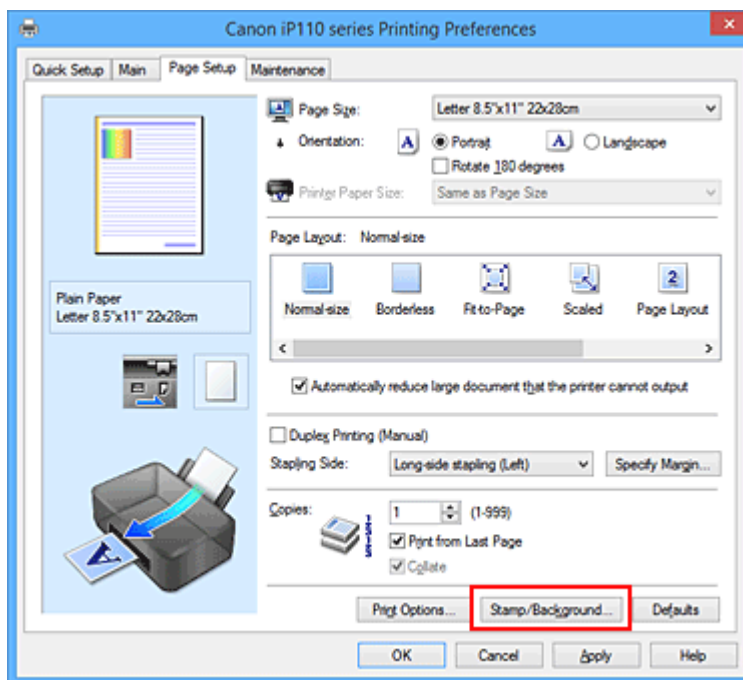 Canon iP110 series Printing Preferences
Quick Setup Main Page Setup Maintenance
Page Size: Letter 8.5"x11" 22x28cm
Orientation: A Portrait A Landscape
Rotate 180 degrees
Printer Paper Size: Same as Page Size
Page Layout: Normal-size
2
Normal-size Borderless Fit-to-Page Scaled Page Layout
Plain Paper
Letter 8.5"x11" 22x28cm
Automatically reduce large document that the printer cannot output
Duplex Printing (Manual)
Stapling Side: Long-side stapling (Left) Specify Margin...
Copies: 1 (1-999)
Print from Last Page
Collate
A
Print Options... Stamp/Background... Defaults
OK Cancel Apply Help